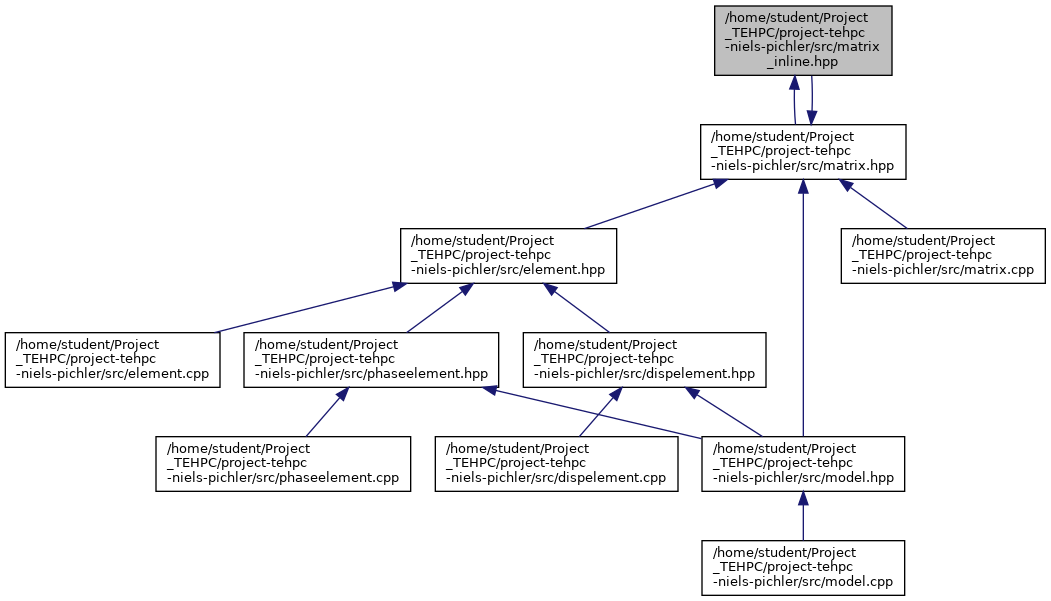 /home/student/Project
_TEHPC/project-tehpc
-niels-pichler/src/matrix
_inline.hpp
/home/student/Project
_TEHPC/project-tehpc
-niels-pichler/src/matrix.hpp
/home/student/Project
_TEHPC/project-tehpc
-niels-pichler/src/element.hpp
/home/student/Project
_TEHPC/project-tehpc
-niels-pichler/src/matrix.cpp
/home/student/Project
_TEHPC/project-tehpc
-niels-pichler/src/element.cpp
/home/student/Project
_TEHPC/project-tehpc
-niels-pichler/src/phaseelement.hpp
/home/student/Project
_TEHPC/project-tehpc
-niels-pichler/src/dispelement.hpp
/home/student/Project
_TEHPC/project-tehpc
-niels-pichler/src/phaseelement.cpp
/home/student/Project
_TEHPC/project-tehpc
-niels-pichler/src/dispelement.cpp
/home/student/Project
_TEHPC/project-tehpc
-niels-pichler/src/model.hpp
/home/student/Project
_TEHPC/project-tehpc
-niels-pichler/src/model.cpp